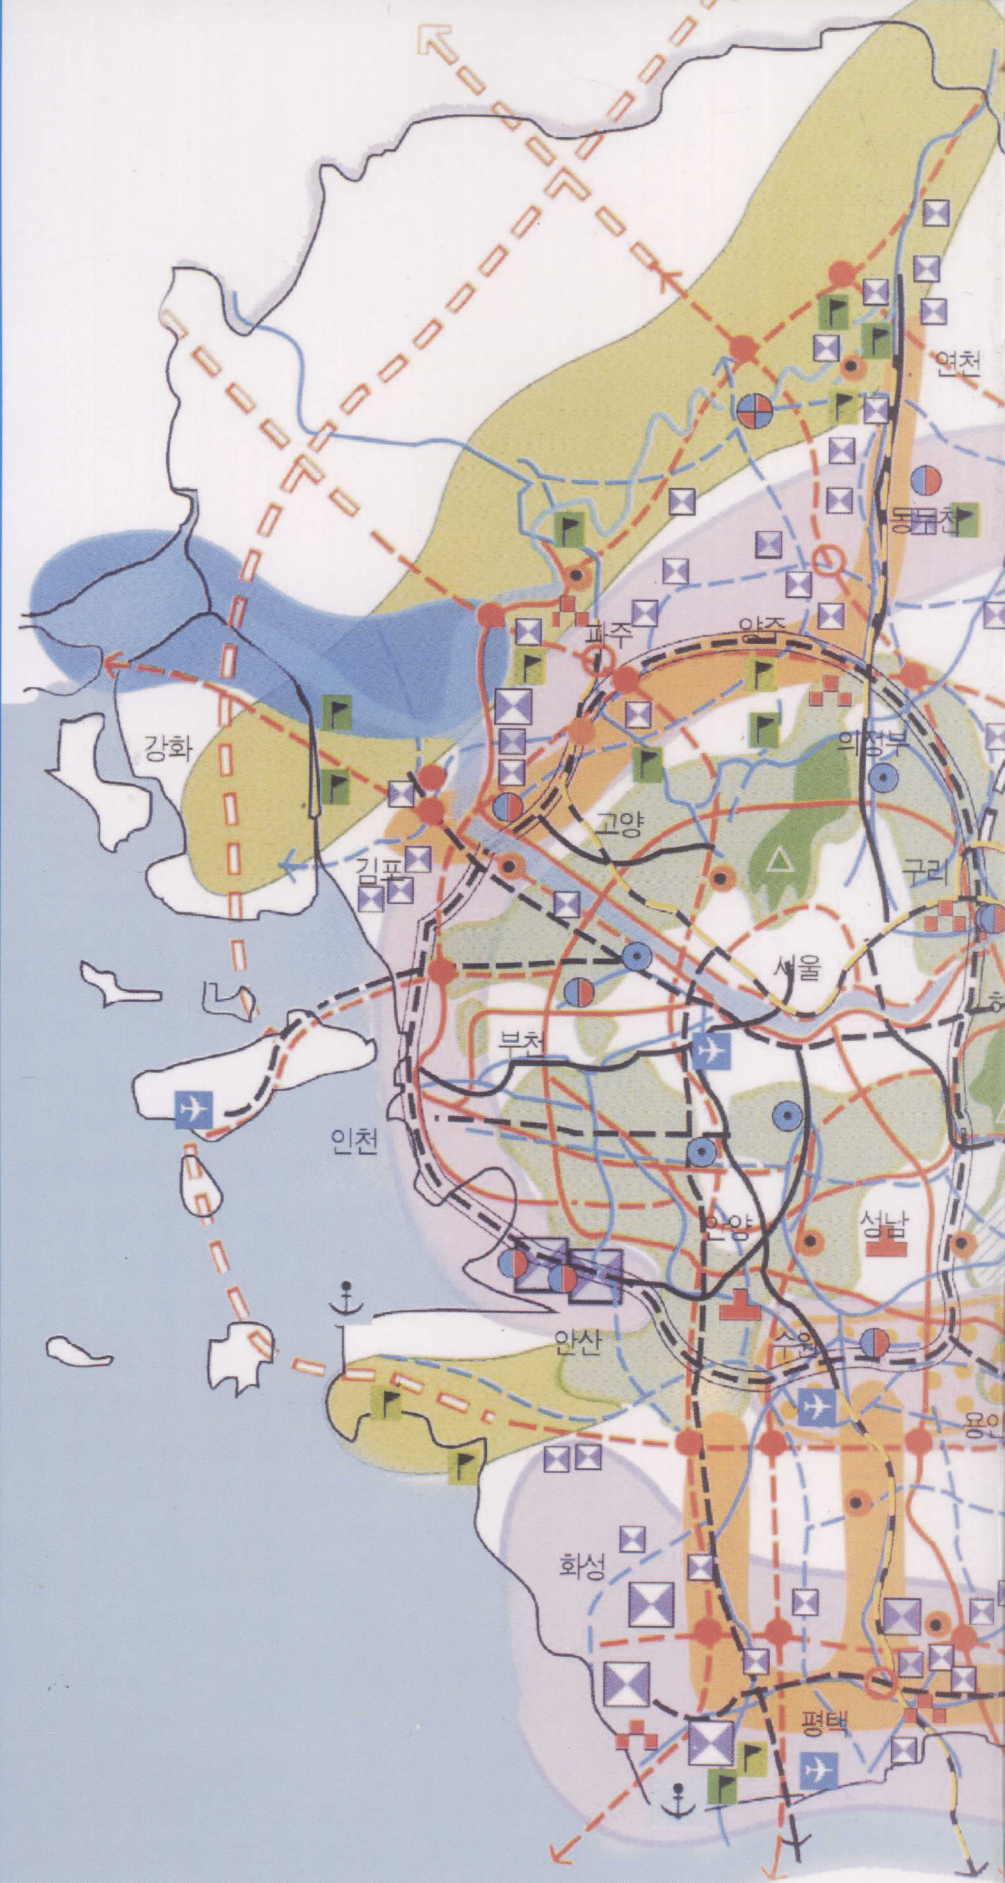 연천
동두천
파주
양주
강화
의정부
고양
김포
구리
서울
부천
인천
안양
성남
안산
수원
용인
화성
평택